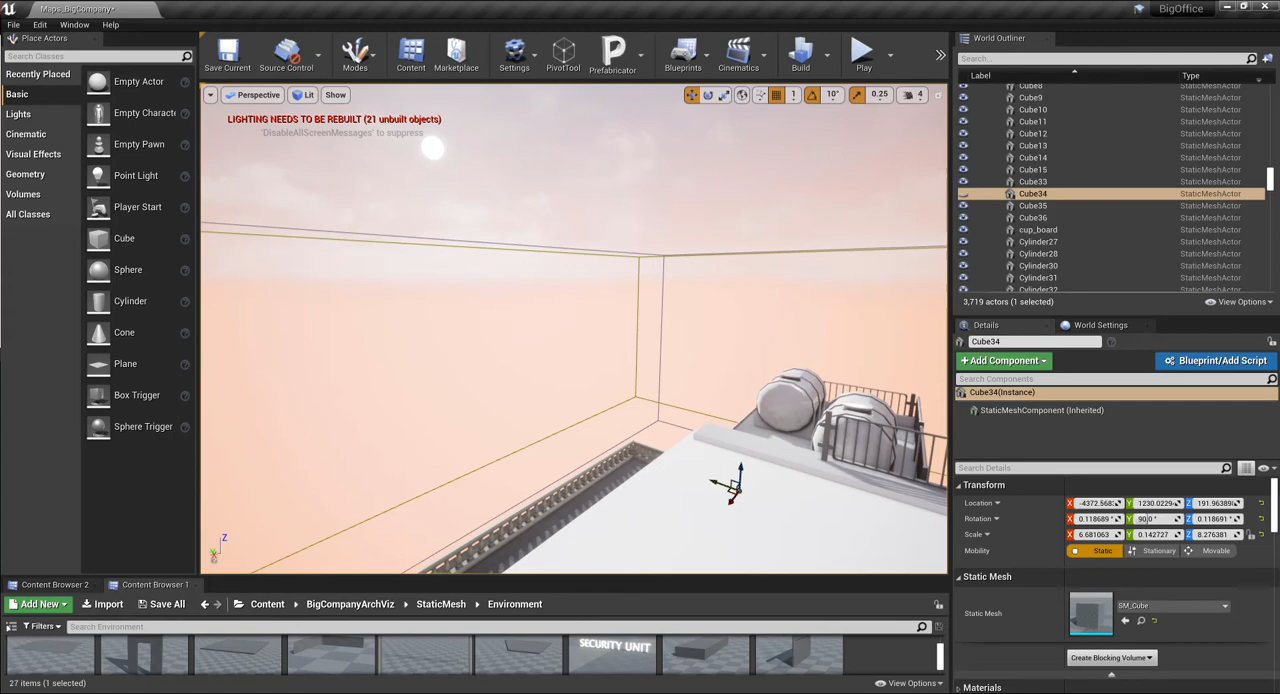 Maps_BigCompany*
BigOffice
File Edit Window Help
Place Actors
Search Classes
Recently Placed
Basic
Lights
Cinematic
Visual Effects
Geometry
Volumes
All Classes
Empty Actor
Empty Characte
Empty Pawn
Point Light
Player Start
Cube
Sphere
Cylinder
Cone
Plane
Box Trigger
Sphere Trigger
Save Current Source Control Modes Content Marketplace Settings PivotTool Prefabricator Blueprints Cinematics Build Play
Perspective Lit Show
1 10° 0.25 4
LIGHTING NEEDS TO BE REBUILT (21 unbuilt objects)
'DisableAllScreenMessages' to suppress
Z
World Outliner
Search...
Label Type
Cube8 StaticMeshActor
Cube9 StaticMeshActor
Cube10 StaticMeshActor
Cube11 StaticMeshActor
Cube12 StaticMeshActor
Cube13 StaticMeshActor
Cube14 StaticMeshActor
Cube15 StaticMeshActor
Cube33 StaticMeshActor
Cube34 StaticMeshActor
Cube35 StaticMeshActor
Cube36 StaticMeshActor
cup_board StaticMeshActor
Cylinder27 StaticMeshActor
Cylinder28 StaticMeshActor
Cylinder30 StaticMeshActor
Cylinder31 StaticMeshActor
Cylinder32 StaticMeshActor
3,719 actors (1 selected) View Options
Details World Settings
Cube34
+ Add Component Blueprint/Add Script
Search Components
Cube34(Instance)
StaticMeshComponent (Inherited)
Search Details
Transform
Location X -4372.568 Y 1230.0229 Z 191.96389
Rotation X 0.118689 ° Y 90.0 ° Z 0.118691 °
Scale X 6.681063 Y 0.142727 Z 8.276381
Mobility Static Stationary Movable
Static Mesh
Static Mesh SM_Cube
Create Blocking Volume
Materials
Content Browser 2 Content Browser 1
Add New Import Save All Content BigCompanyArchViz StaticMesh Environment
Filters Search Environment
SECURITY UNIT
27 items (1 selected) View Options